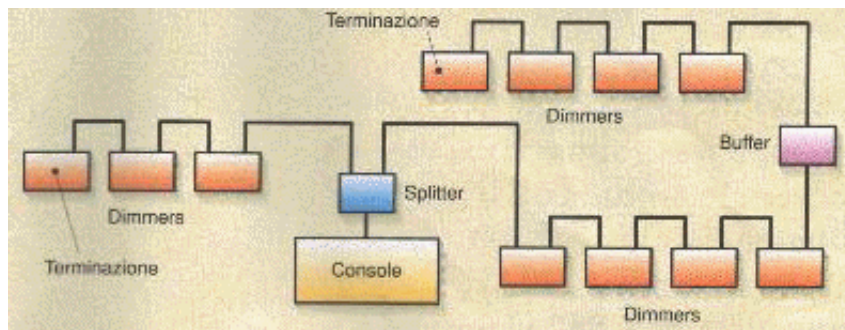 Terminazione
Dimmers
Buffer
Splitter
Dimmers
Terminazione
Console
Dimmers